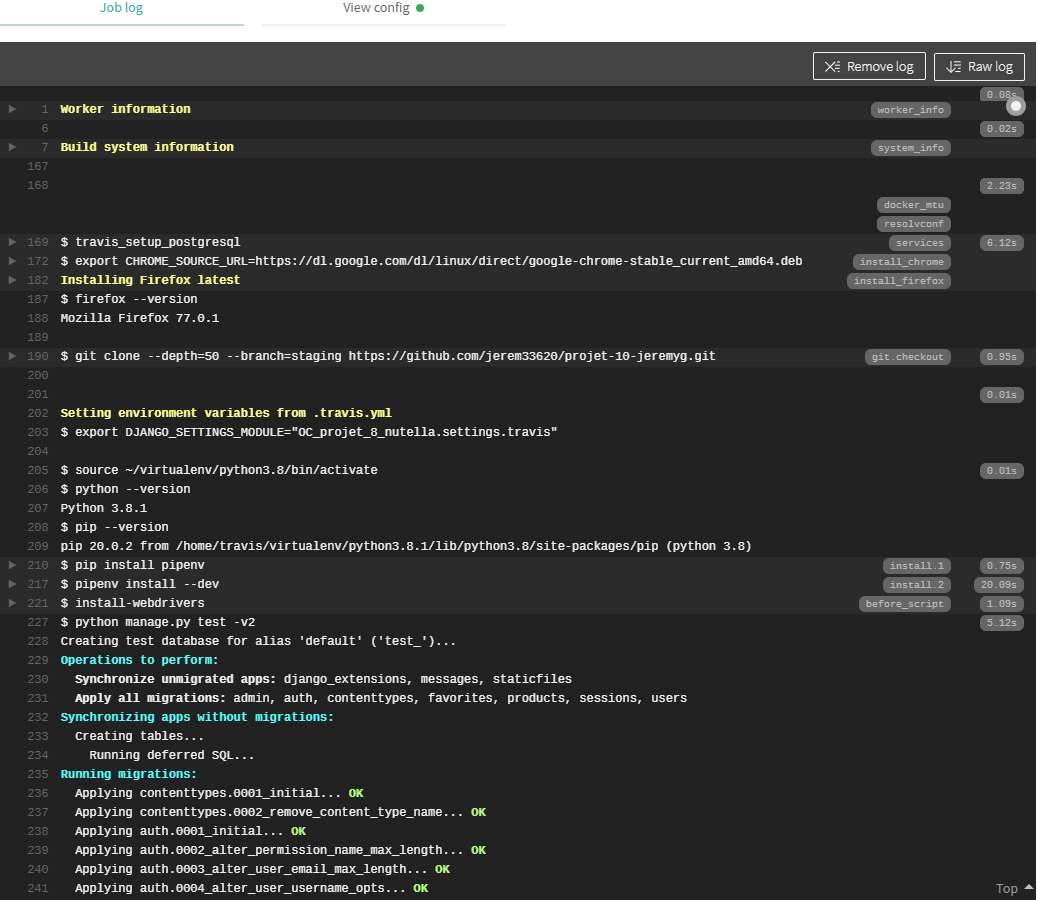 Job log
View config
Remove log
Raw log
0.08s
1 Worker information worker_info
6 0.02s
7 Build system information system_info
167
168 2.23s
docker_mtu
resolvconf
169 $ travis_setup_postgresql services 6.12s
172 $ export CHROME_SOURCE_URL=https://dl.google.com/dl/linux/direct/google-chrome-stable_current_amd64.deb install_chrome
182 Installing Firefox latest install_firefox
187 $ firefox --version
188 Mozilla Firefox 77.0.1
189
190 $ git clone --depth=50 --branch=staging https://github.com/jerem33620/projet-10-jeremyg.git git.checkout 0.95s
200
201 0.01s
202 Setting environment variables from .travis.yml
203 $ export DJANGO_SETTINGS_MODULE="OC_projet_8_nutella.settings.travis"
204
205 $ source ~/virtualenv/python3.8/bin/activate 0.01s
206 $ python --version
207 Python 3.8.1
208 $ pip --version
209 pip 20.0.2 from /home/travis/virtualenv/python3.8.1/lib/python3.8/site-packages/pip (python 3.8)
210 $ pip install pipenv install.1 0.75s
217 $ pipenv install --dev install.2 20.09s
221 $ install-webdrivers before_script 1.09s
227 $ python manage.py test -v2 5.12s
228 Creating test database for alias 'default' ('test_')...
229 Operations to perform:
230 Synchronize unmigrated apps: django_extensions, messages, staticfiles
231 Apply all migrations: admin, auth, contenttypes, favorites, products, sessions, users
232 Synchronizing apps without migrations:
233 Creating tables...
234 Running deferred SQL...
235 Running migrations:
236 Applying contenttypes.0001_initial... OK
237 Applying contenttypes.0002_remove_content_type_name... OK
238 Applying auth.0001_initial... OK
239 Applying auth.0002_alter_permission_name_max_length... OK
240 Applying auth.0003_alter_user_email_max_length... OK
241 Applying auth.0004_alter_user_username_opts... OK
Top